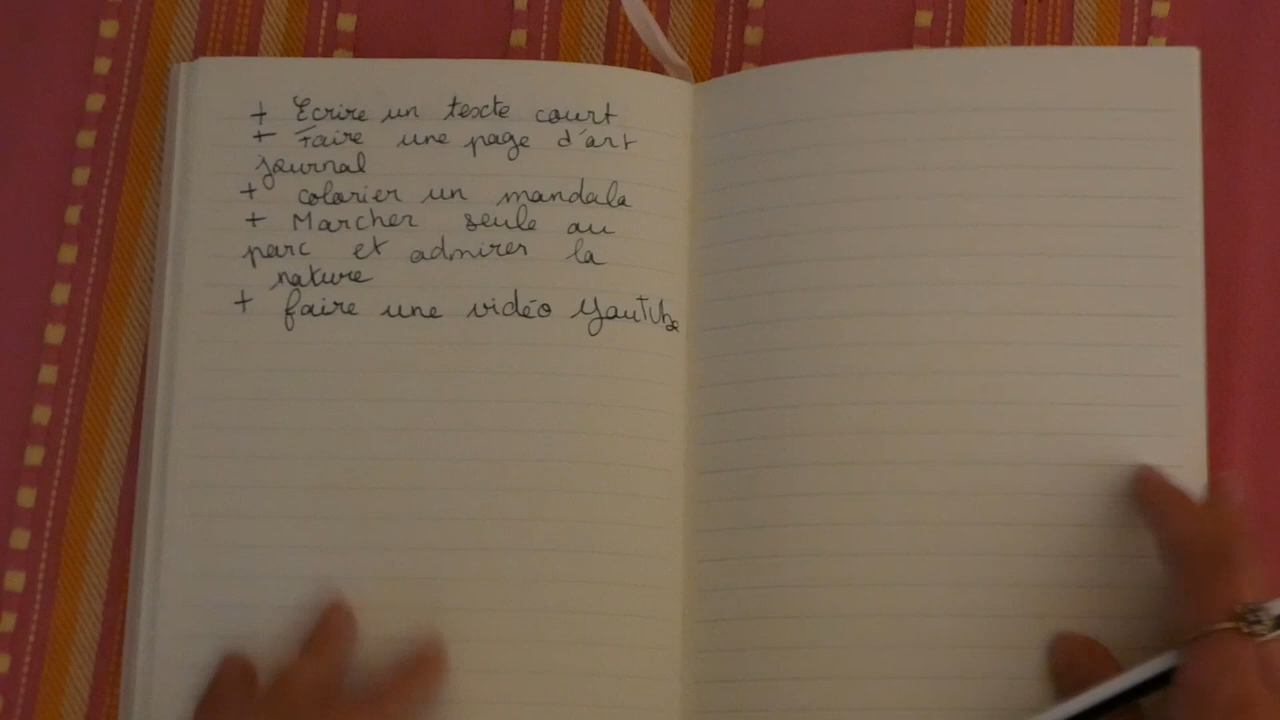 + Ecrire un texte court
+ Faire une page d'art
journal
+ colorier un mandala
+ Marcher seule au
parc et admirer la
nature
+ faire une vidéo YouTube